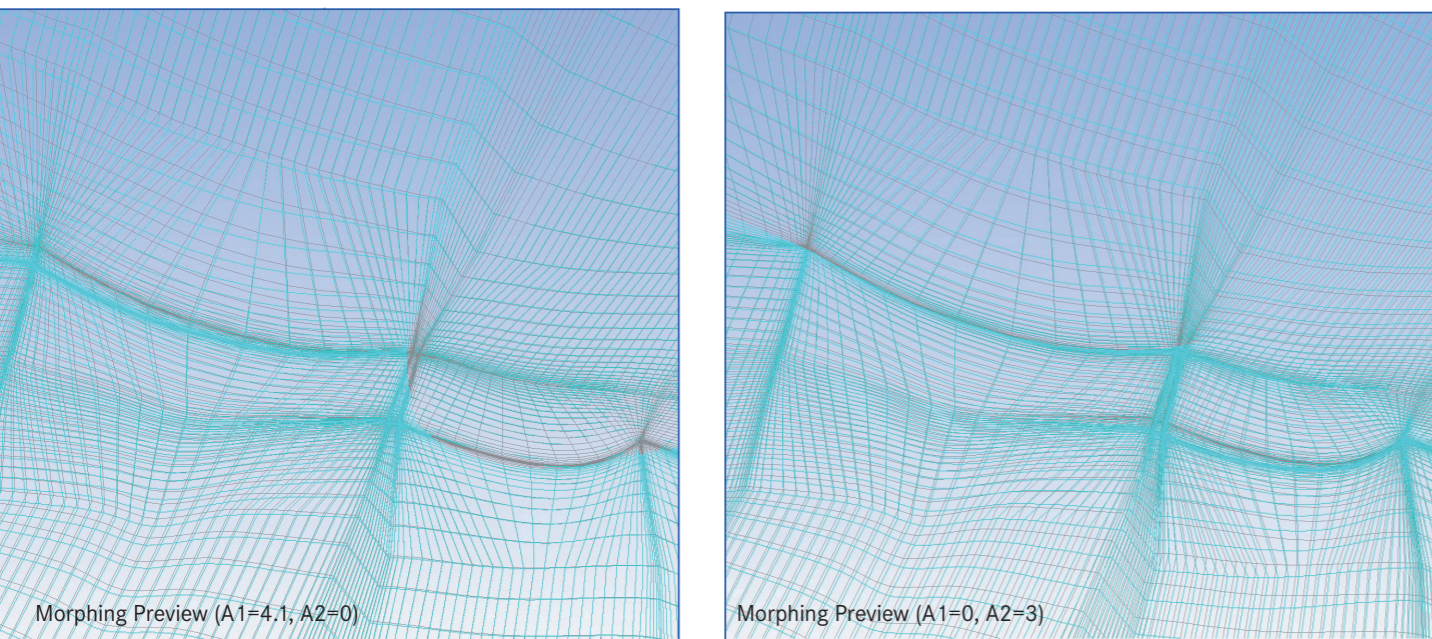 Morphing Preview (A1=4.1, A2=0)
Morphing Preview (A1=0, A2=3)